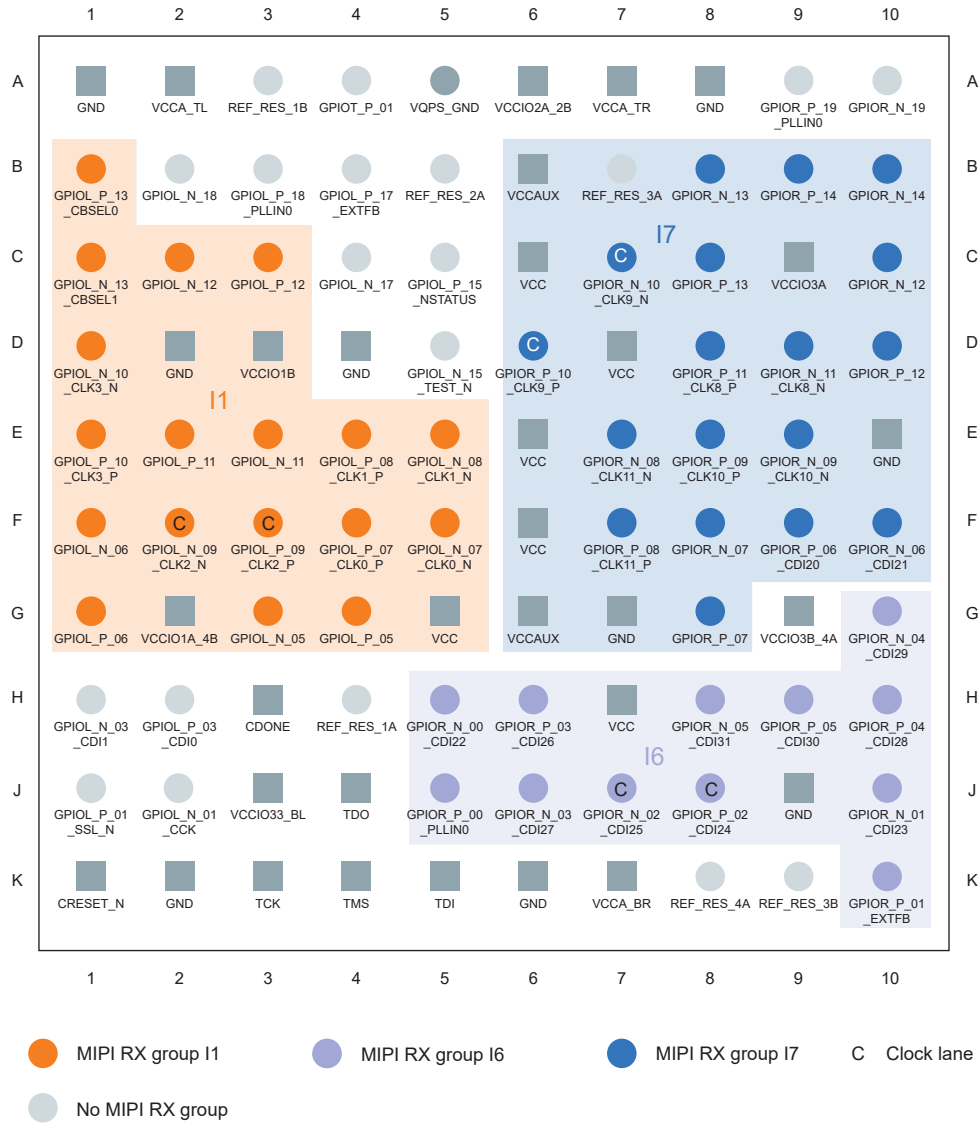 1 2 3 4 5 6 7 8 9 10
A A
GND VCCA_TL REF_RES_1B GPIOT_P_01 VQPS_GND VCCIO2A_2B VCCA_TR GND GPIOR_P_19 GPIOR_N_19
_PLLIN0
B B
GPIOL_P_13 GPIOL_N_18 GPIOL_P_18 GPIOL_P_17 REF_RES_2A VCCAUX REF_RES_3A GPIOR_N_13 GPIOR_P_14 GPIOR_N_14
_CBSEL0 _PLLIN0 _EXTFB
I7
C C C
GPIOL_N_13 GPIOL_N_12 GPIOL_P_12 GPIOL_N_17 GPIOL_P_15 VCC GPIOR_N_10 GPIOR_P_13 VCCIO3A GPIOR_N_12
_CBSEL1 _NSTATUS _CLK9_N
D C D
GPIOL_N_10 GND VCCIO1B GND GPIOL_N_15 GPIOR_P_10 VCC GPIOR_P_11 GPIOR_N_11 GPIOR_P_12
_CLK3_N _TEST_N _CLK9_P _CLK8_P _CLK8_N
I1
E E
GPIOL_P_10 GPIOL_P_11 GPIOL_N_11 GPIOL_P_08 GPIOL_N_08 VCC GPIOR_N_08 GPIOR_P_09 GPIOR_N_09 GND
_CLK3_P _CLK1_P _CLK1_N _CLK11_N _CLK10_P _CLK10_N
F C C F
GPIOL_N_06 GPIOL_N_09 GPIOL_P_09 GPIOL_P_07 GPIOL_N_07 VCC GPIOR_P_08 GPIOR_N_07 GPIOR_P_06 GPIOR_N_06
_CLK2_N _CLK2_P _CLK0_P _CLK0_N _CLK11_P _CDI20 _CDI21
G G
GPIOL_P_06 VCCIO1A_4B GPIOL_N_05 GPIOL_P_05 VCC VCCAUX GND GPIOR_P_07 VCCIO3B_4A GPIOR_N_04
_CDI29
H H
GPIOL_N_03 GPIOL_P_03 CDONE REF_RES_1A GPIOR_N_00 GPIOR_P_03 VCC GPIOR_N_05 GPIOR_P_05 GPIOR_P_04
_CDI1 _CDI0 _CDI22 _CDI26 _CDI31 _CDI30 _CDI28
I6
J C C J
GPIOL_P_01 GPIOL_N_01 VCCIO33_BL TDO GPIOR_P_00 GPIOR_N_03 GPIOR_N_02 GPIOR_P_02 GND GPIOR_N_01
_SSL_N _CCK _PLLIN0 _CDI27 _CDI25 _CDI24 _CDI23
K K
CRESET_N GND TCK TMS TDI GND VCCA_BR REF_RES_4A REF_RES_3B GPIOR_P_01
_EXTFB
1 2 3 4 5 6 7 8 9 10
MIPI RX group I1 MIPI RX group I6 MIPI RX group I7 C Clock lane
No MIPI RX group